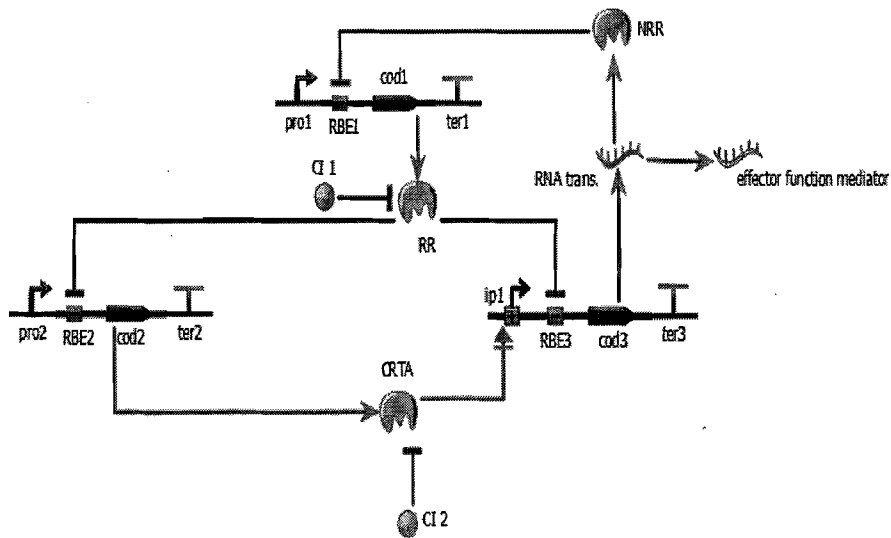 NRR
cod1
pro1
RBE1
ter1
CI 1
RNA trans.
effector function mediator
RR
ip1
pro2
RBE2
cod2
ter2
RBE3
cod3
ter3
CRTA
CI 2